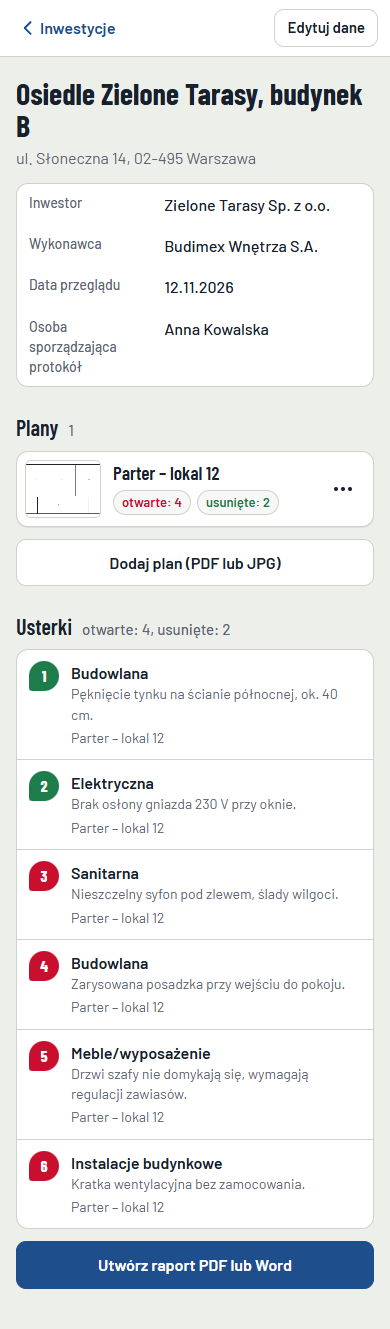 Inwestycje
Edytuj dane
Osiedle Zielone Tarasy, budynek
B
ul. Słoneczna 14, 02-495 Warszawa
Inwestor
Zielone Tarasy Sp. z o.o.
Wykonawca
Budimex Wnętrza S.A.
Data przeglądu
12.11.2026
Osoba
sporządzająca
protokół
Anna Kowalska
Plany 1
Parter – lokal 12
otwarte: 4 usunięte: 2
Dodaj plan (PDF lub JPG)
Usterki otwarte: 4, usunięte: 2
1 Budowlana
Pęknięcie tynku na ścianie północnej, ok. 40
cm.
Parter – lokal 12
2 Elektryczna
Brak osłony gniazda 230 V przy oknie.
Parter – lokal 12
3 Sanitarna
Nieszczelny syfon pod zlewem, ślady wilgoci.
Parter – lokal 12
4 Budowlana
Zarysowana posadzka przy wejściu do pokoju.
Parter – lokal 12
5 Meble/wyposażenie
Drzwi szafy nie domykają się, wymagają
regulacji zawiasów.
Parter – lokal 12
6 Instalacje budynkowe
Kratka wentylacyjna bez zamocowania.
Parter – lokal 12
Utwórz raport PDF lub Word